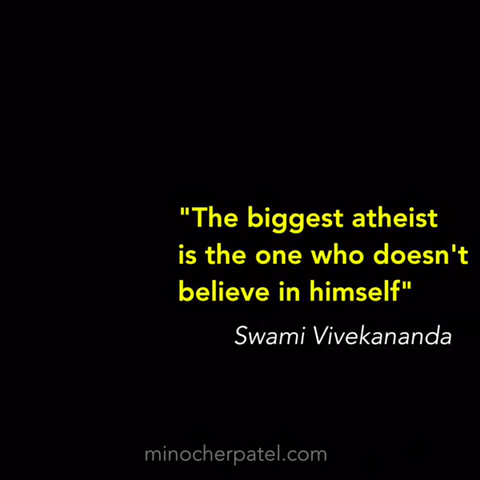 "The biggest atheist
is the one who doesn't
believe in himself"
Swami Vivekananda
minocherpatel.com